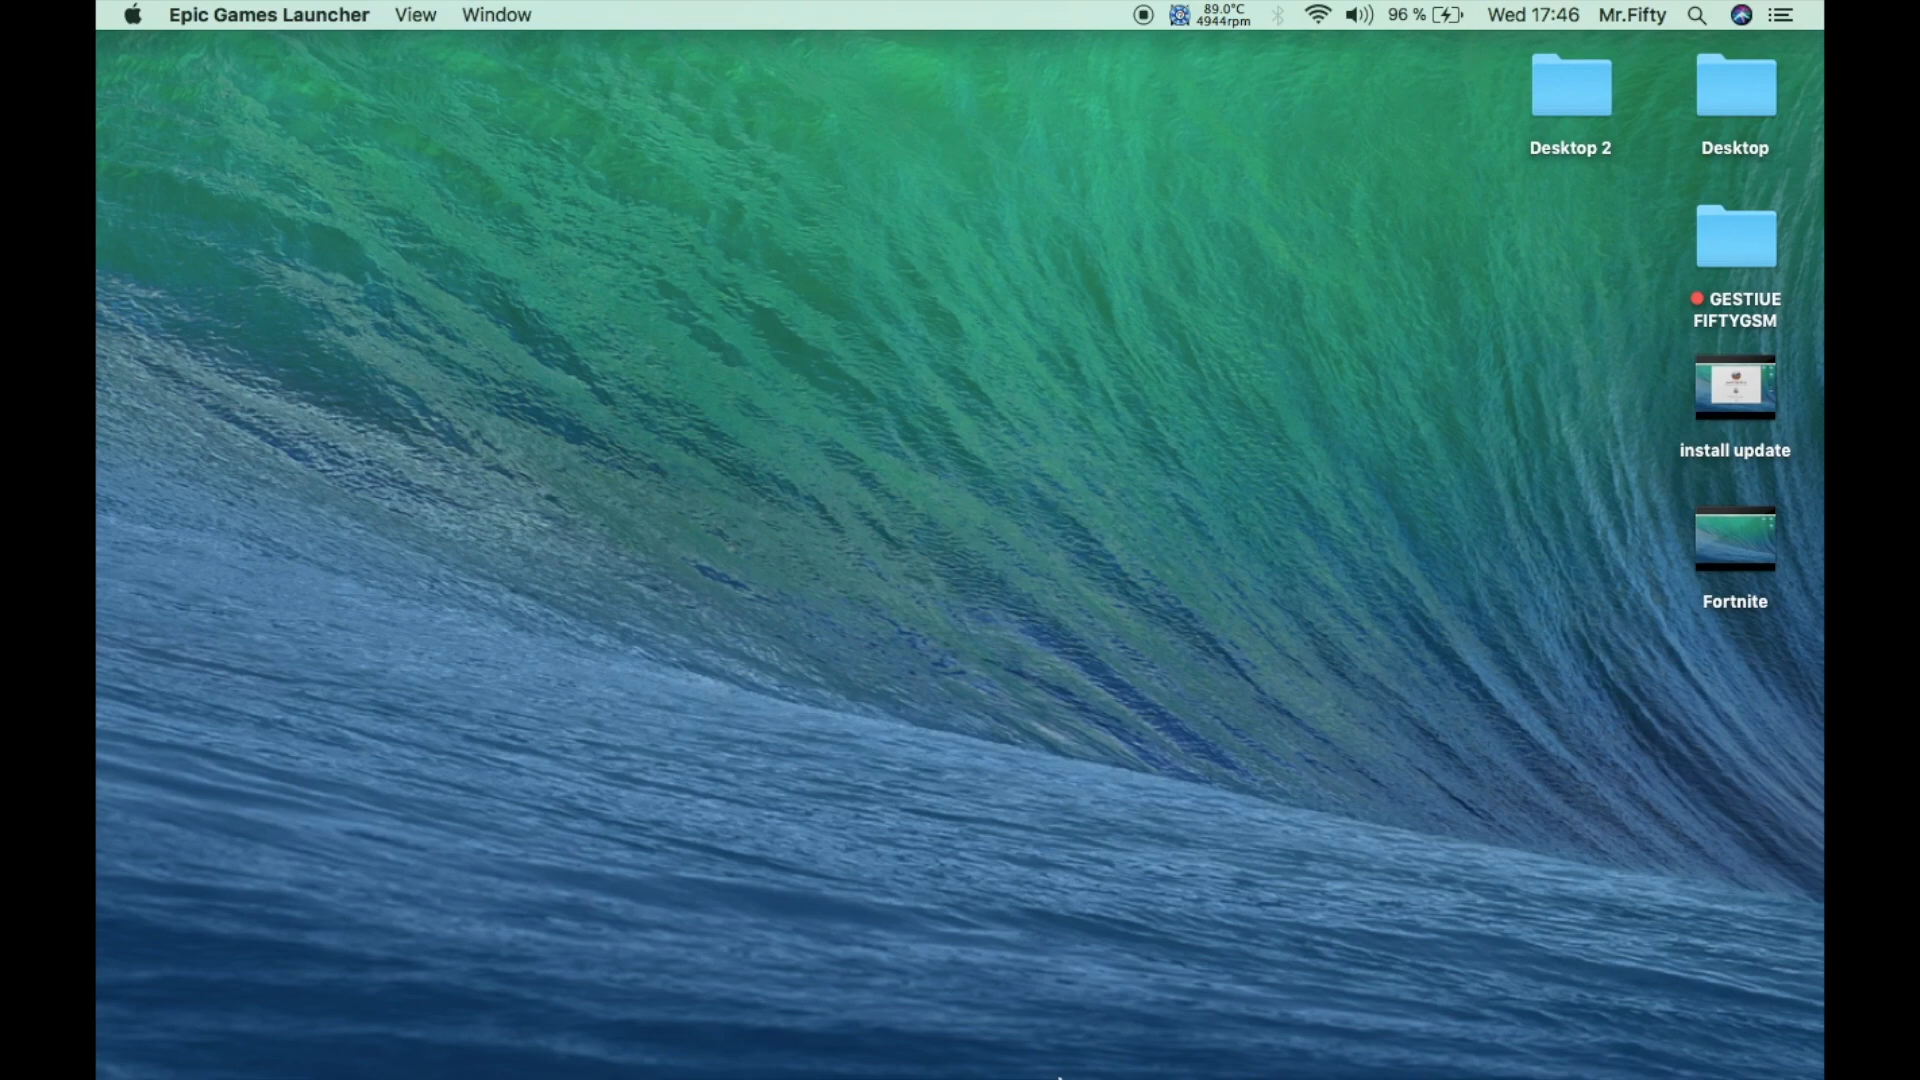 Epic Games Launcher View Window 89.0°C 96 % Wed 17:46 Mr.Fifty
4944rpm
Desktop 2 Desktop
GESTIUE
FIFTYGSM
install update
Fortnite